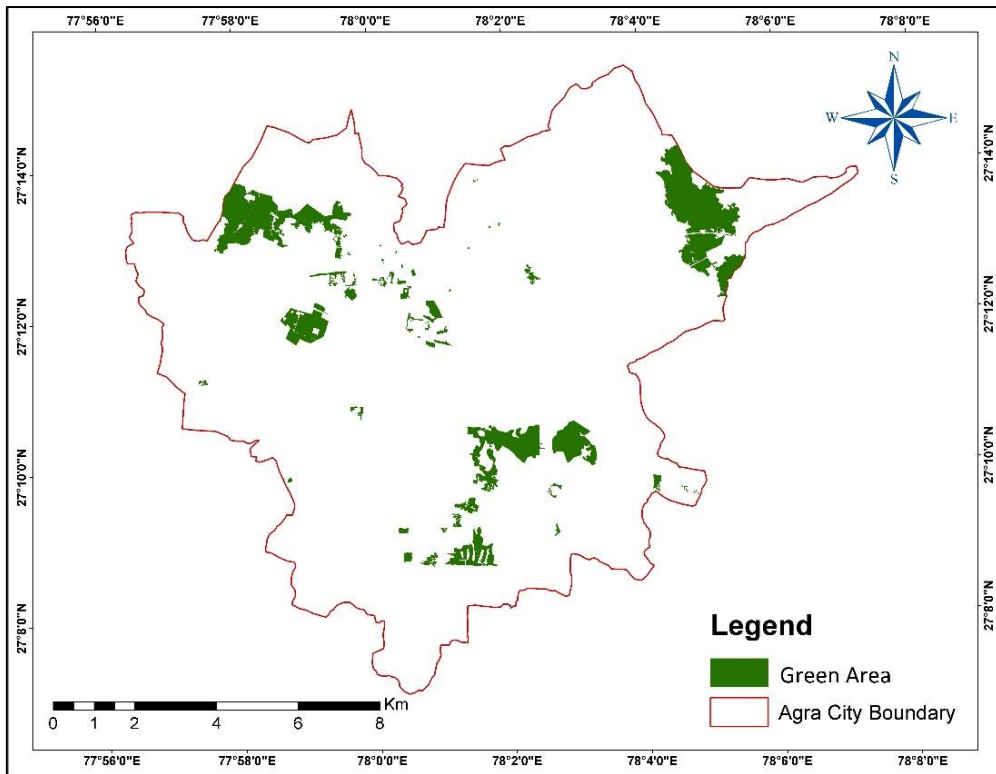 77°56'0"E 77°58'0"E 78°0'0"E 78°2'0"E 78°4'0"E 78°6'0"E 78°8'0"E
N
W E
S
27°14'0"N 27°14'0"N
27°12'0"N 27°12'0"N
27°10'0"N 27°10'0"N
27°8'0"N 27°8'0"N
Legend
Green Area
Agra City Boundary
Km
0 1 2 4 6 8
77°56'0"E 77°58'0"E 78°0'0"E 78°2'0"E 78°4'0"E 78°6'0"E 78°8'0"E